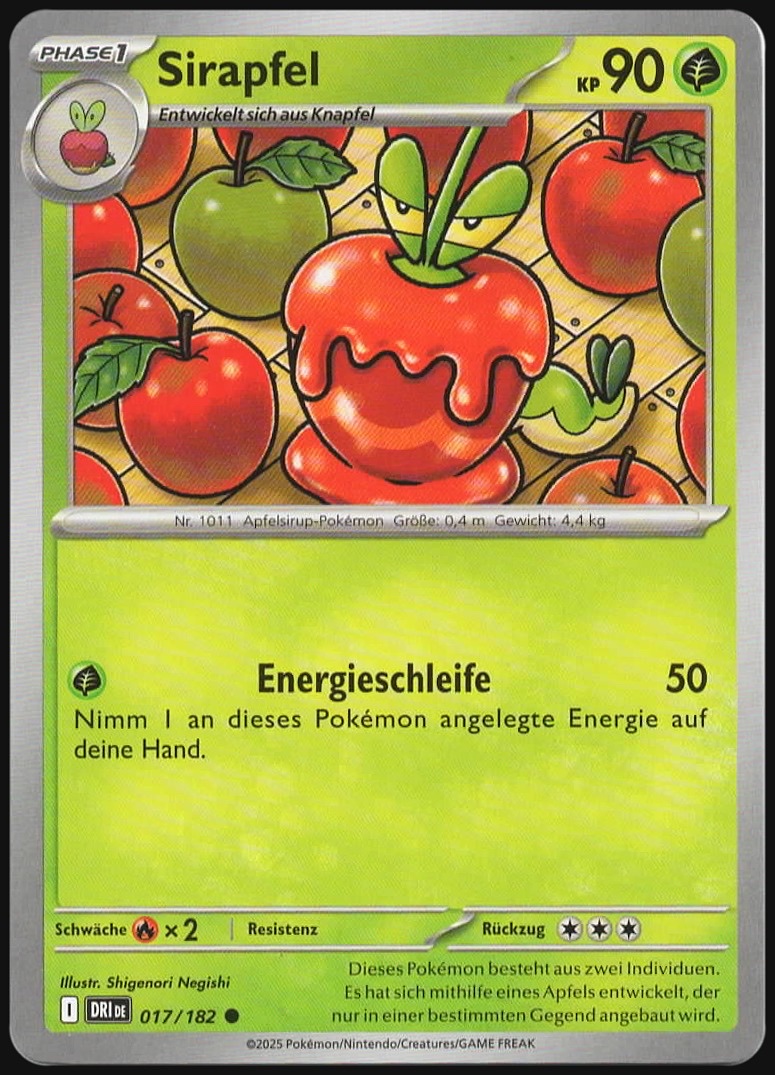 PHASE 1
Sirapfel
KP 90
Entwickelt sich aus Knapfel
Nr. 1011 Apfelsirup-Pokémon Größe: 0,4 m Gewicht: 4,4 kg
Energieschleife 50
Nimm 1 an dieses Pokémon angelegte Energie auf
deine Hand.
Schwäche ×2 Resistenz Rückzug
Illustr. Shigenori Negishi
Dieses Pokémon besteht aus zwei Individuen.
Es hat sich mithilfe eines Apfels entwickelt, der
nur in einer bestimmten Gegend angebaut wird.
I DRI DE 017/182
©2025 Pokémon/Nintendo/Creatures/GAME FREAK